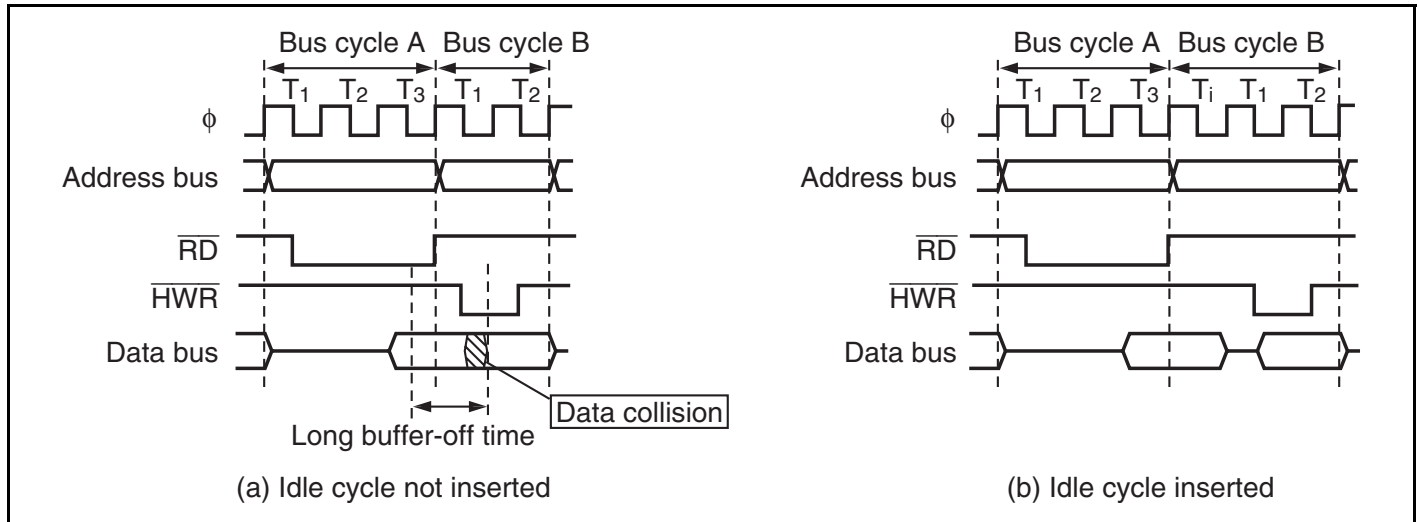 Bus cycle A Bus cycle B
T1 T2 T3 T1 T2
ϕ
Address bus
RD
HWR
Data bus
Data collision
Long buffer-off time
(a) Idle cycle not inserted
Bus cycle A Bus cycle B
T1 T2 T3 Ti T1 T2
ϕ
Address bus
RD
HWR
Data bus
(b) Idle cycle inserted